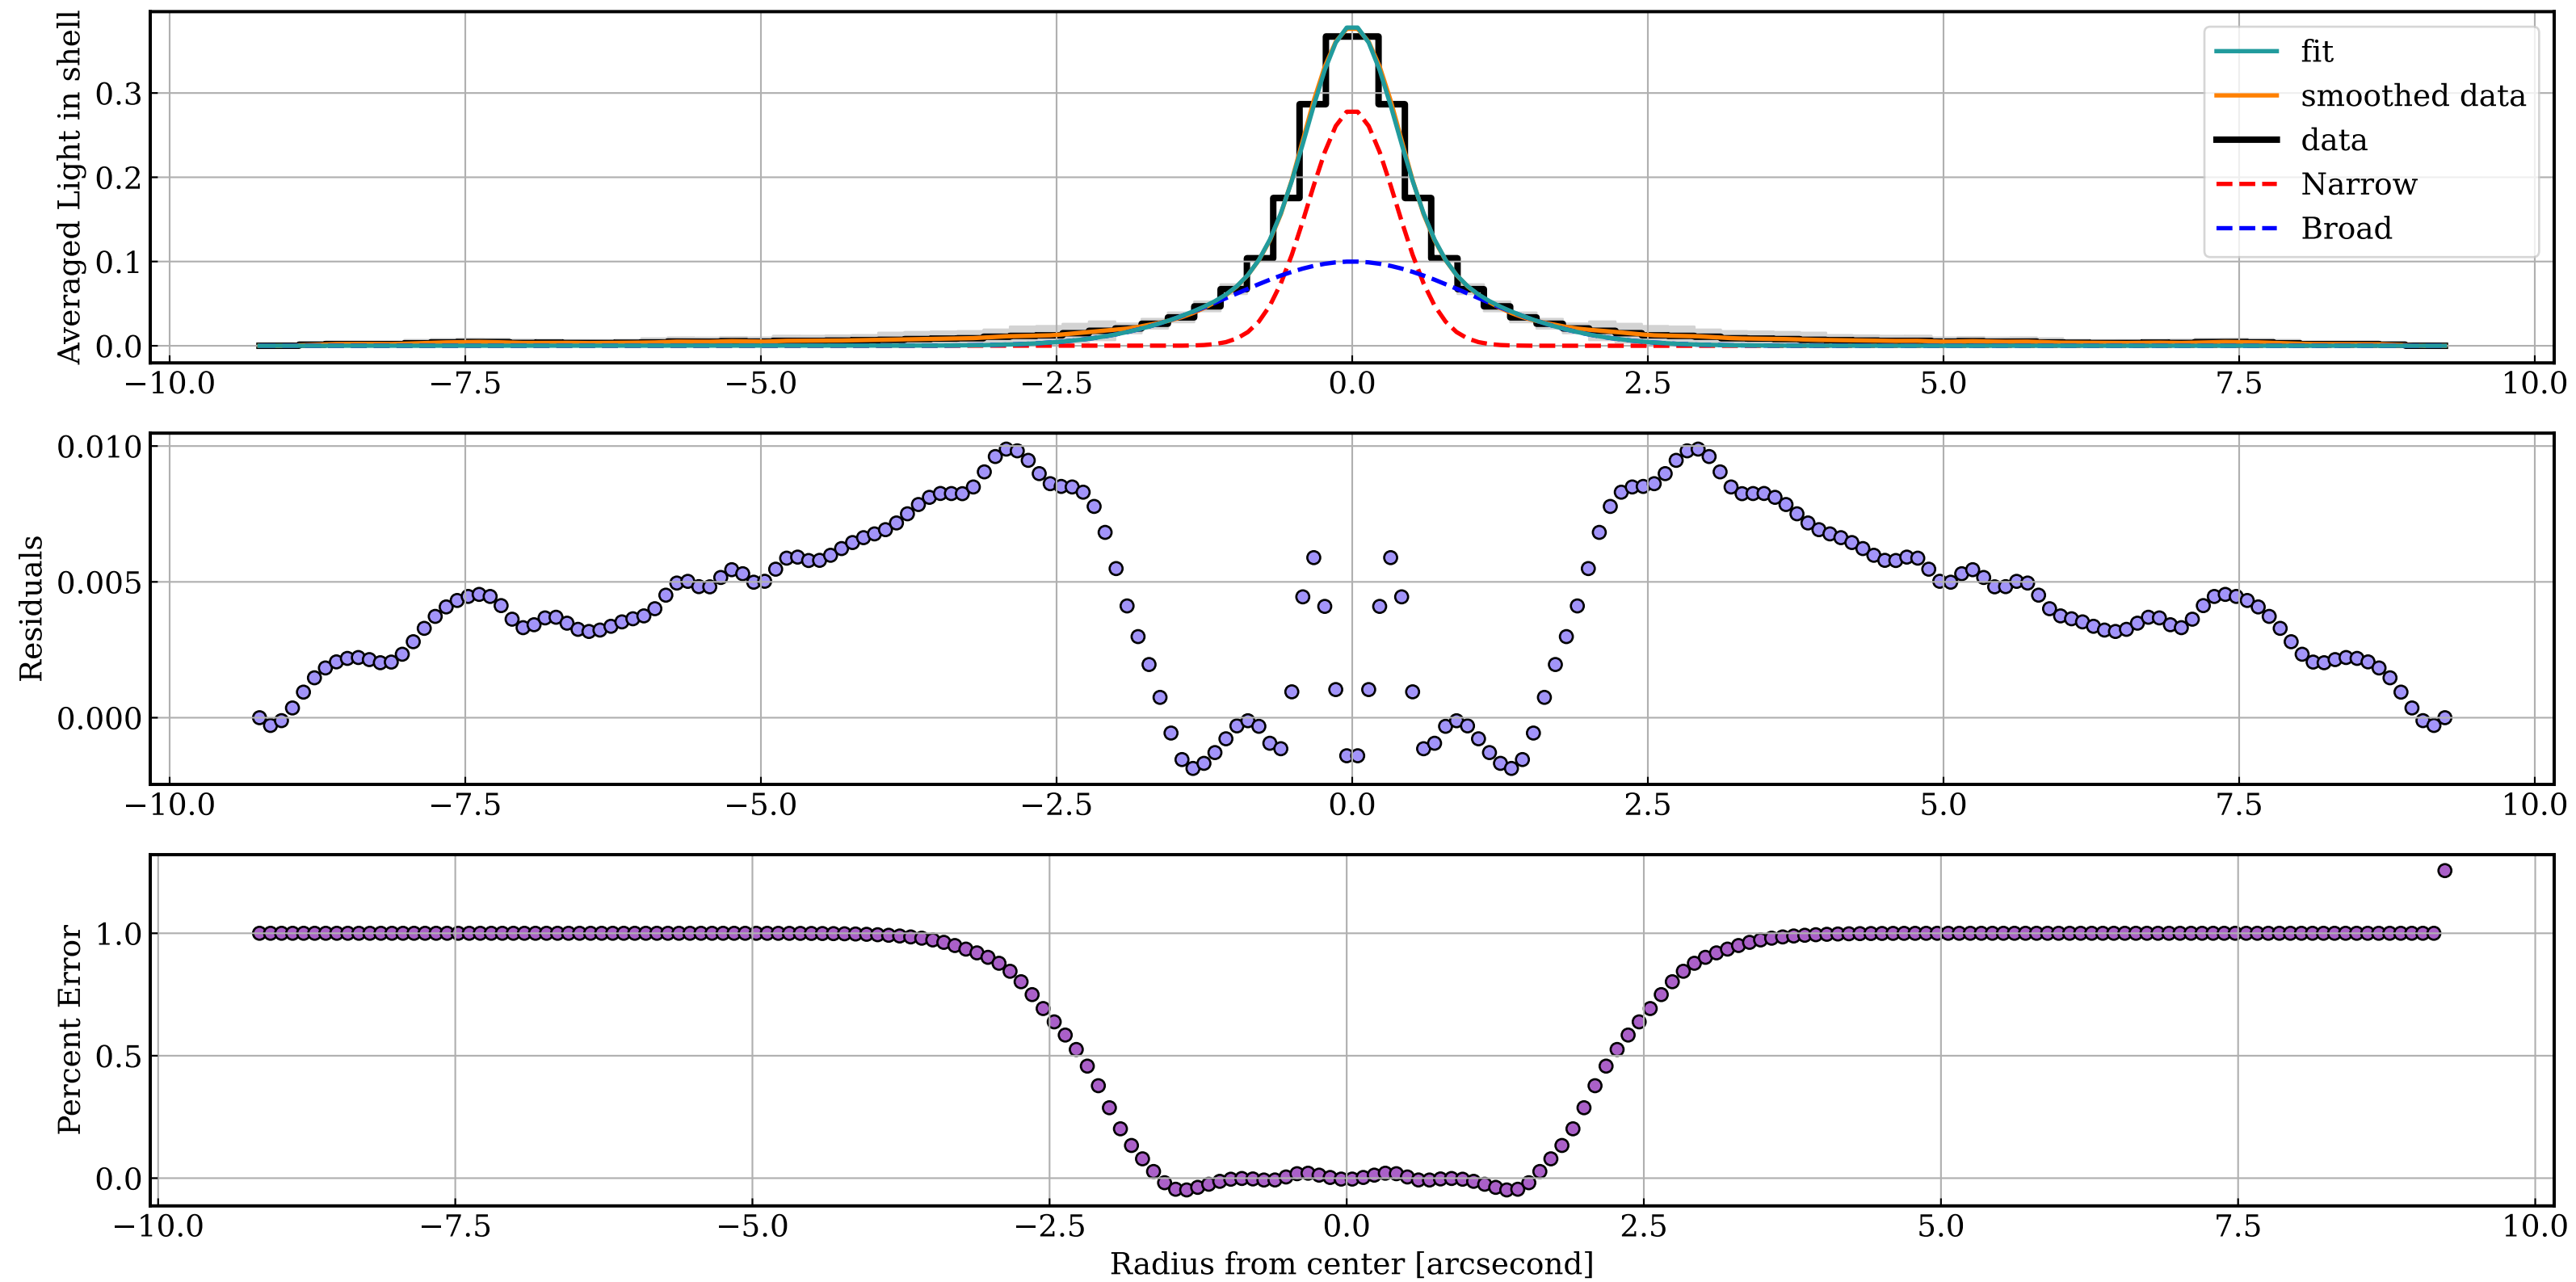 Averaged Light in shell
0.3
0.2
0.1
0.0
fit
smoothed data
data
Narrow
Broad
−10.0 −7.5 −5.0 −2.5 0.0 2.5 5.0 7.5 10.0
Residuals
0.010
0.005
0.000
−10.0 −7.5 −5.0 −2.5 0.0 2.5 5.0 7.5 10.0
Percent Error
1.0
0.5
0.0
−10.0 −7.5 −5.0 −2.5 0.0 2.5 5.0 7.5 10.0
Radius from center [arcsecond]